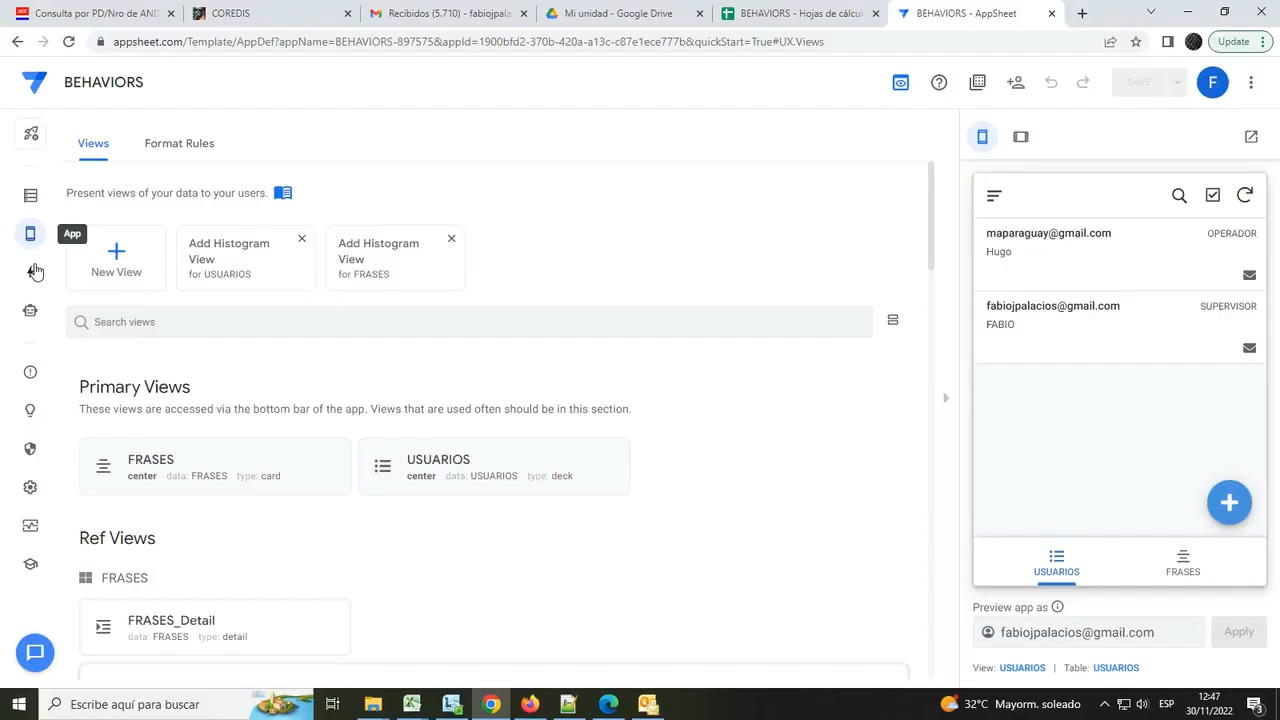 Consulta por PD/Nro de AND
COREDIS
Recibidos (5.713) - fabiojpalac
Mi unidad - Google Drive
BEHAVIORS - Hojas de cálcul
BEHAVIORS - AppSheet
appsheet.com/Template/AppDef?appName=BEHAVIORS-897575&appId=1900bfd2-370b-420a-a13c-c87e1ece777b&quickStart=True#UX.Views
Update
BEHAVIORS
SAVE
F
Views
Format Rules
Present views of your data to your users.
App
New View
Add Histogram
View
for USUARIOS
Add Histogram
View
for FRASES
Search views
Primary Views
These views are accessed via the bottom bar of the app. Views that are used often should be in this section.
FRASES
center data: FRASES type: card
USUARIOS
center data: USUARIOS type: deck
Ref Views
FRASES
FRASES_Detail
data: FRASES type: detail
maparaguay@gmail.com
OPERADOR
Hugo
fabiojpalacios@gmail.com
SUPERVISOR
FABIO
USUARIOS
FRASES
Preview app as
fabiojpalacios@gmail.com
Apply
View: USUARIOS | Table: USUARIOS
Escribe aquí para buscar
32°C Mayorm. soleado
ESP
12:47
30/11/2022